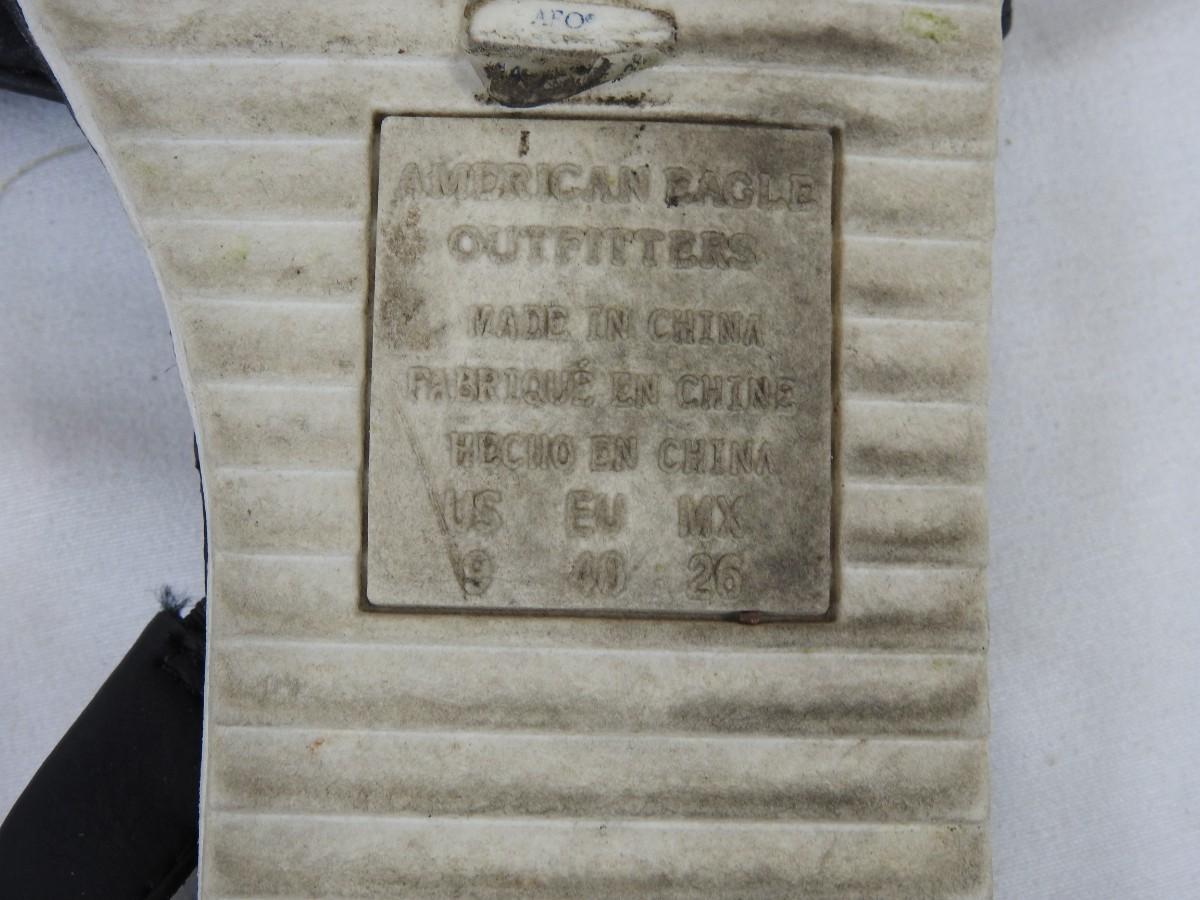 AEO®
AMERICAN EAGLE
OUTFITTERS
MADE IN CHINA
FABRIQUÉ EN CHINE
HECHO EN CHINA
US EU MX
9 40 26